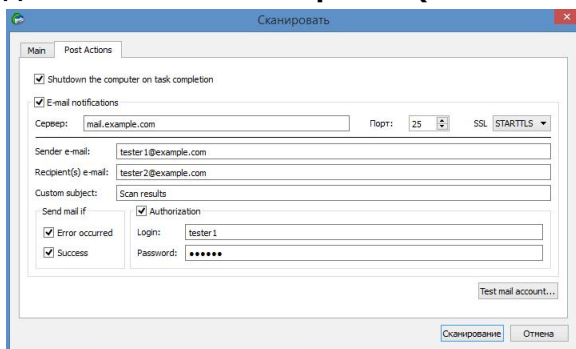 Сканировать
Main Post Actions
Shutdown the computer on task completion
E-mail notifications
Сервер: mail.example.com Порт: 25 SSL STARTTLS
Sender e-mail: tester1@example.com
Recipient(s) e-mail: tester2@example.com
Custom subject: Scan results
Send mail if Authorization
Error occurred Login: tester1
Success Password: ••••••
Test mail account...
Сканирование Отмена